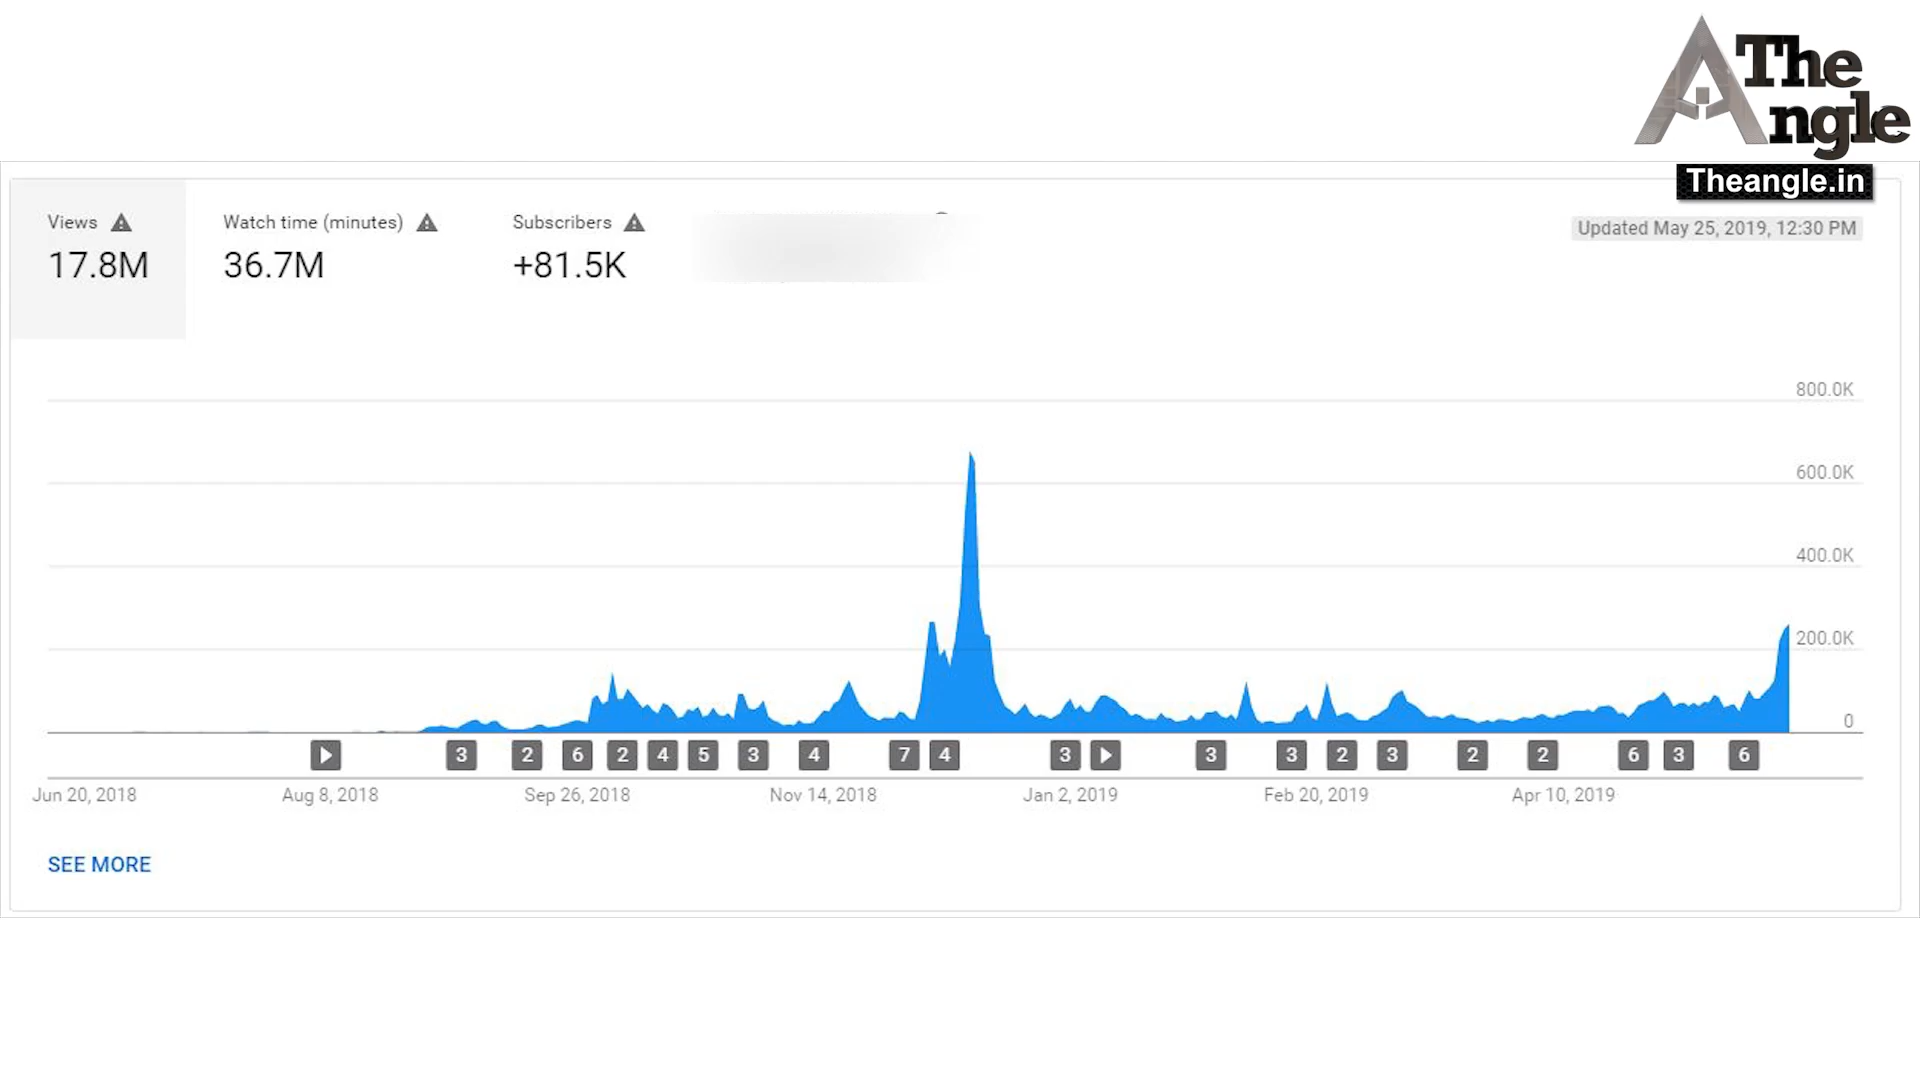 The
Angle
Theangle.in
Views
17.8M
Watch time (minutes)
36.7M
Subscribers
+81.5K
Updated May 25, 2019, 12:30 PM
800.0K
600.0K
400.0K
200.0K
0
3 2 6 2 4 5 3 4 7 4 3 3 3 2 3 2 2 6 3 6
Jun 20, 2018 Aug 8, 2018 Sep 26, 2018 Nov 14, 2018 Jan 2, 2019 Feb 20, 2019 Apr 10, 2019
SEE MORE